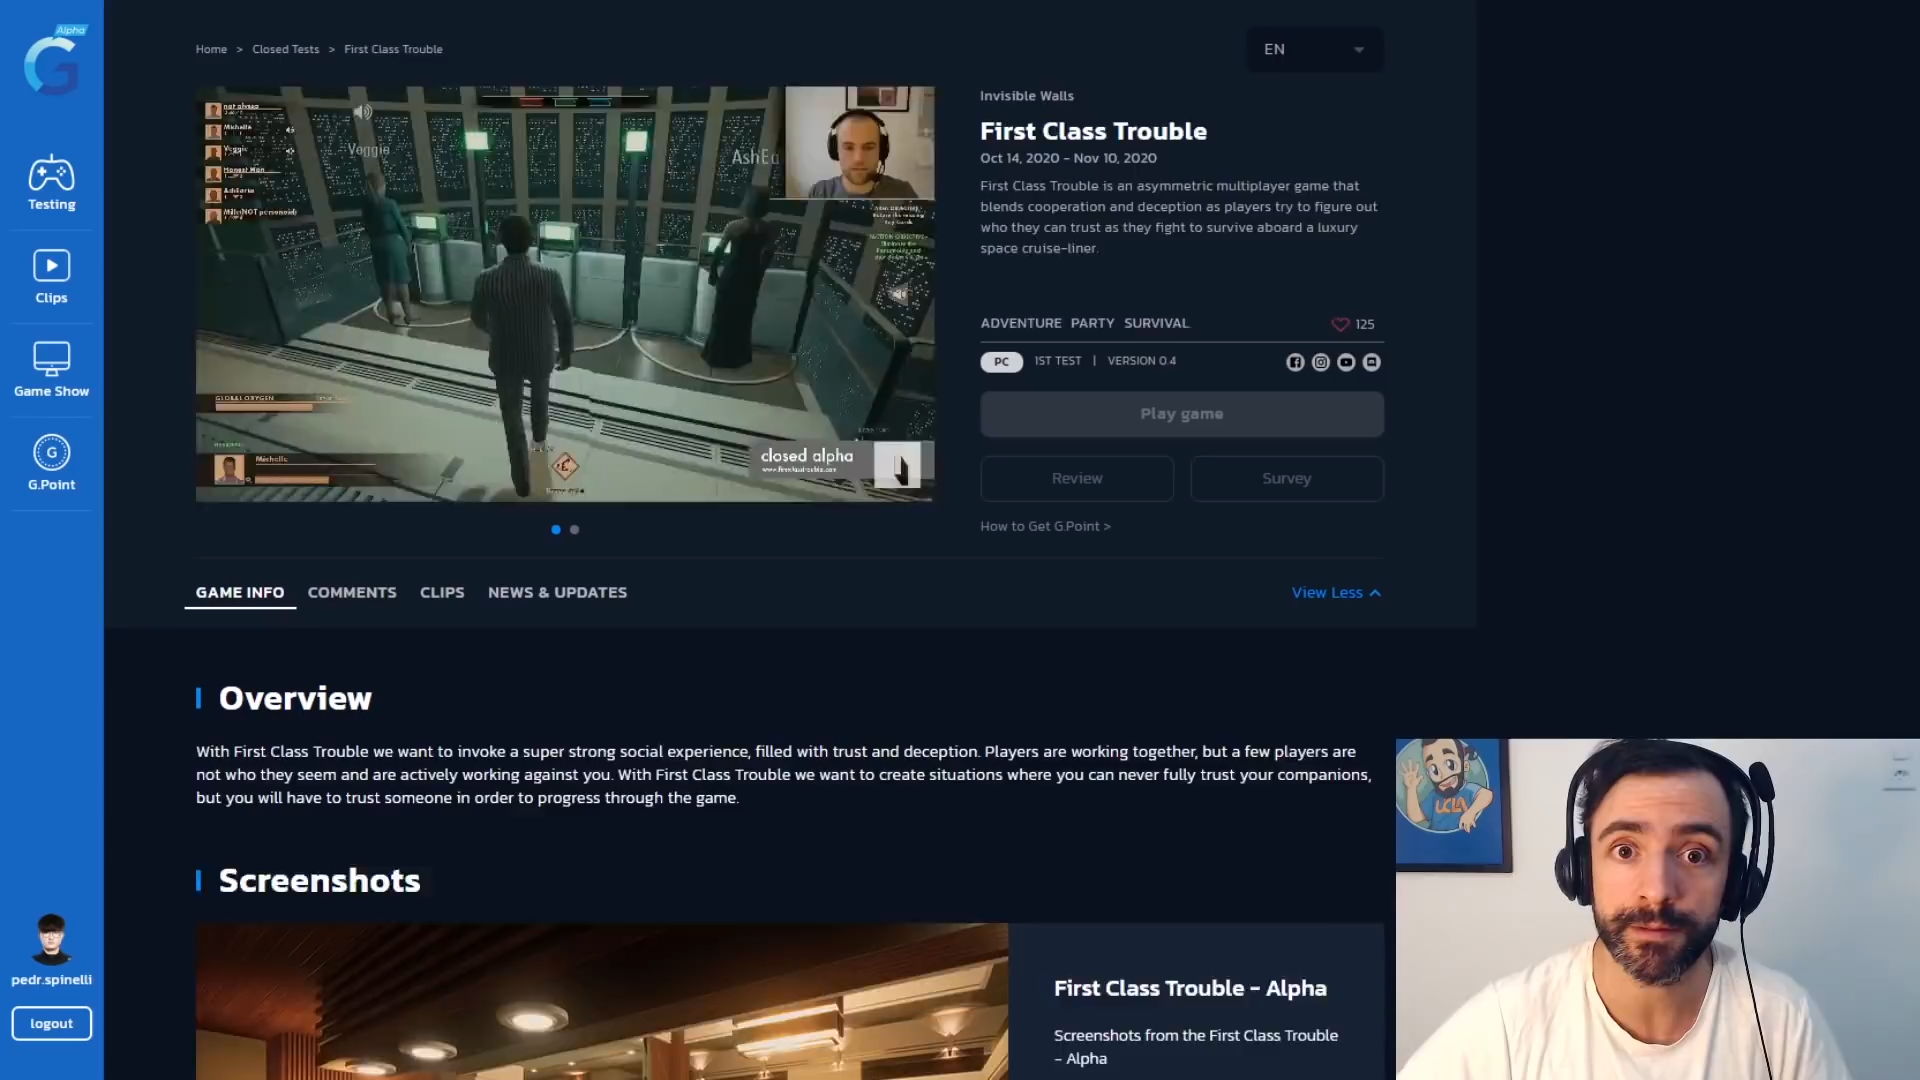 Alpha
G
Testing
Clips
Game Show
G
G.Point
pedr.spinelli
logout
Home > Closed Tests > First Class Trouble
EN
Michelle
Veggie
Veggie
AshEd
GLOBAL OXYGEN
Michelle
closed alpha
Invisible Walls
First Class Trouble
Oct 14, 2020 - Nov 10, 2020
First Class Trouble is an asymmetric multiplayer game that
blends cooperation and deception as players try to figure out
who they can trust as they fight to survive aboard a luxury
space cruise-liner.
ADVENTURE PARTY SURVIVAL
125
PC 1ST TEST | VERSION 0.4
Play game
Review Survey
How to Get G.Point >
GAME INFO COMMENTS CLIPS NEWS & UPDATES
View Less
Overview
With First Class Trouble we want to invoke a super strong social experience, filled with trust and deception. Players are working together, but a few players are
not who they seem and are actively working against you. With First Class Trouble we want to create situations where you can never fully trust your companions,
but you will have to trust someone in order to progress through the game.
Screenshots
First Class Trouble - Alpha
Screenshots from the First Class Trouble
- Alpha
UCLA